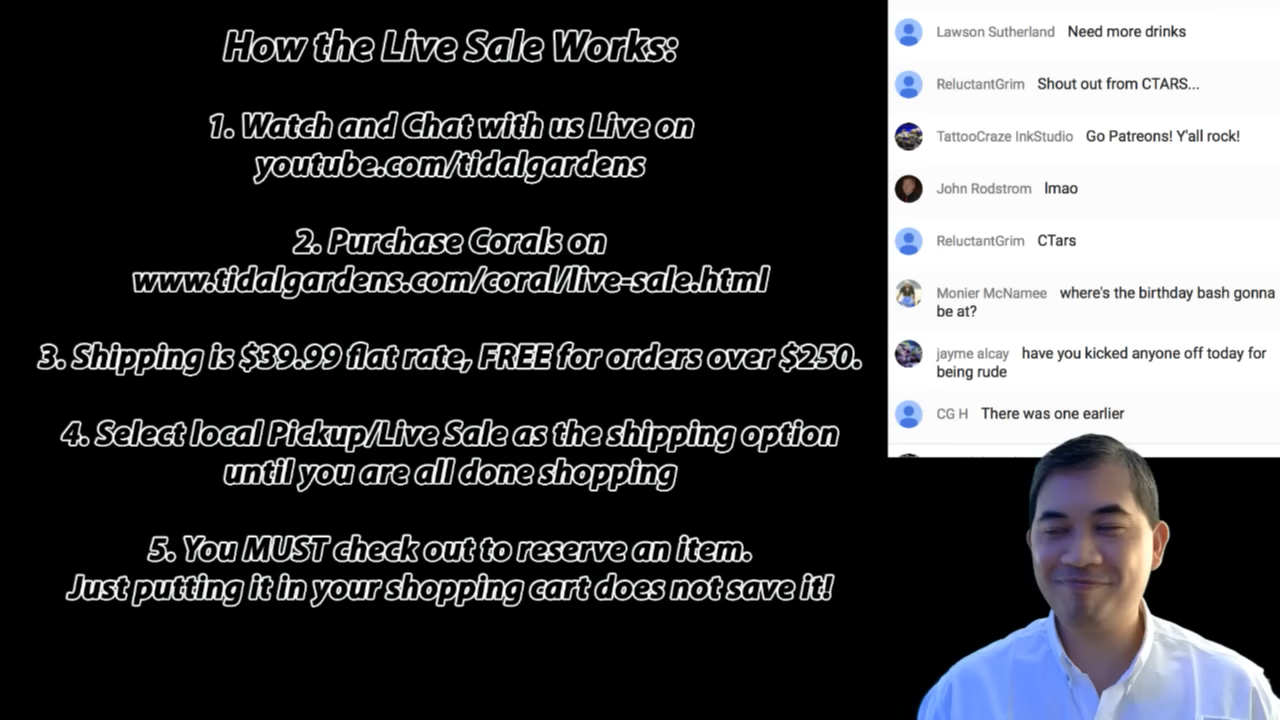 How the Live Sale Works:
1. Watch and Chat with us Live on
youtube.com/tidalgardens
2. Purchase Corals on
www.tidalgardens.com/coral/live-sale.html
3. Shipping is $39.99 flat rate, FREE for orders over $250.
4. Select local Pickup/Live Sale as the shipping option
until you are all done shopping
5. You MUST check out to reserve an item.
Just putting it in your shopping cart does not save it!
Lawson Sutherland Need more drinks
ReluctantGrim Shout out from CTARS...
TattooCraze InkStudio Go Patreons! Y'all rock!
John Rodstrom lmao
ReluctantGrim CTars
Monier McNamee where's the birthday bash gonna
be at?
jayme alcay have you kicked anyone off today for
being rude
CG H There was one earlier